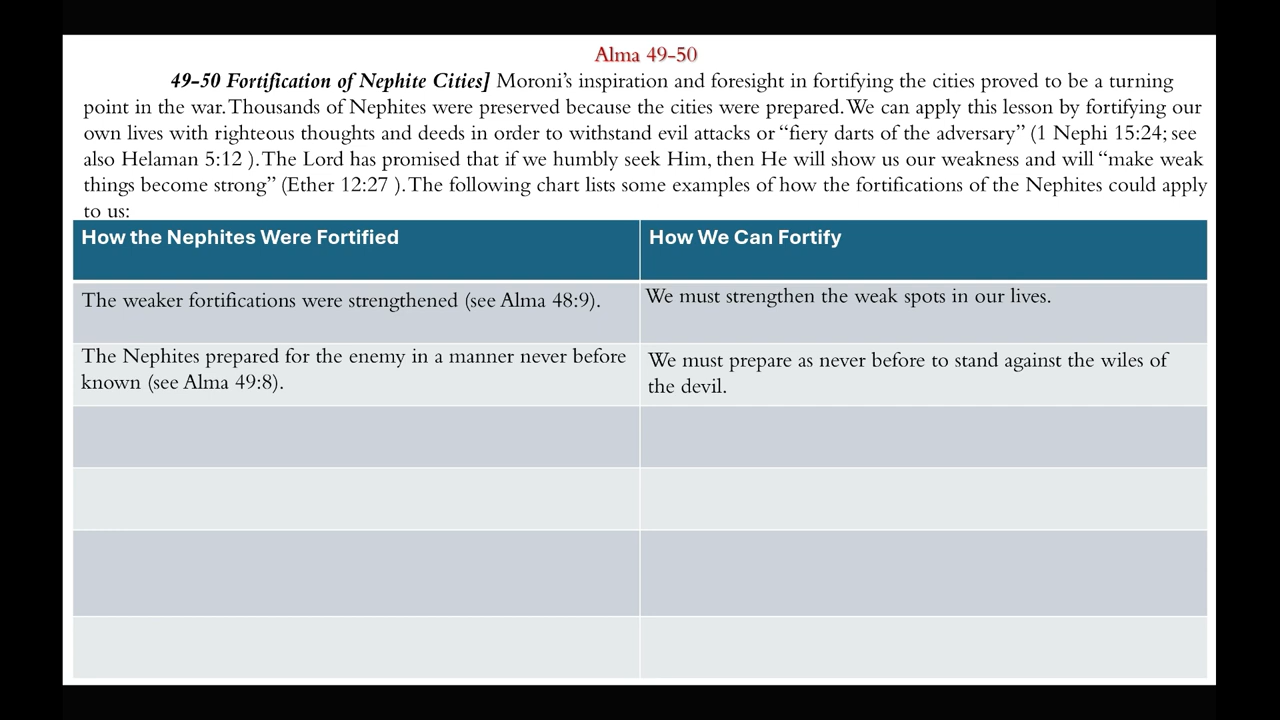 Alma 49-50
49-50 Fortification of Nephite Cities] Moroni's inspiration and foresight in fortifying the cities proved to be a turning
point in the war. Thousands of Nephites were preserved because the cities were prepared. We can apply this lesson by fortifying our
own lives with righteous thoughts and deeds in order to withstand evil attacks or "fiery darts of the adversary" (1 Nephi 15:24; see
also Helaman 5:12 ). The Lord has promised that if we humbly seek Him, then He will show us our weakness and will "make weak
things become strong" (Ether 12:27 ). The following chart lists some examples of how the fortifications of the Nephites could apply
to us:
How the Nephites Were Fortified
How We Can Fortify
The weaker fortifications were strengthened (see Alma 48:9).
We must strengthen the weak spots in our lives.
The Nephites prepared for the enemy in a manner never before
known (see Alma 49:8).
We must prepare as never before to stand against the wiles of
the devil.